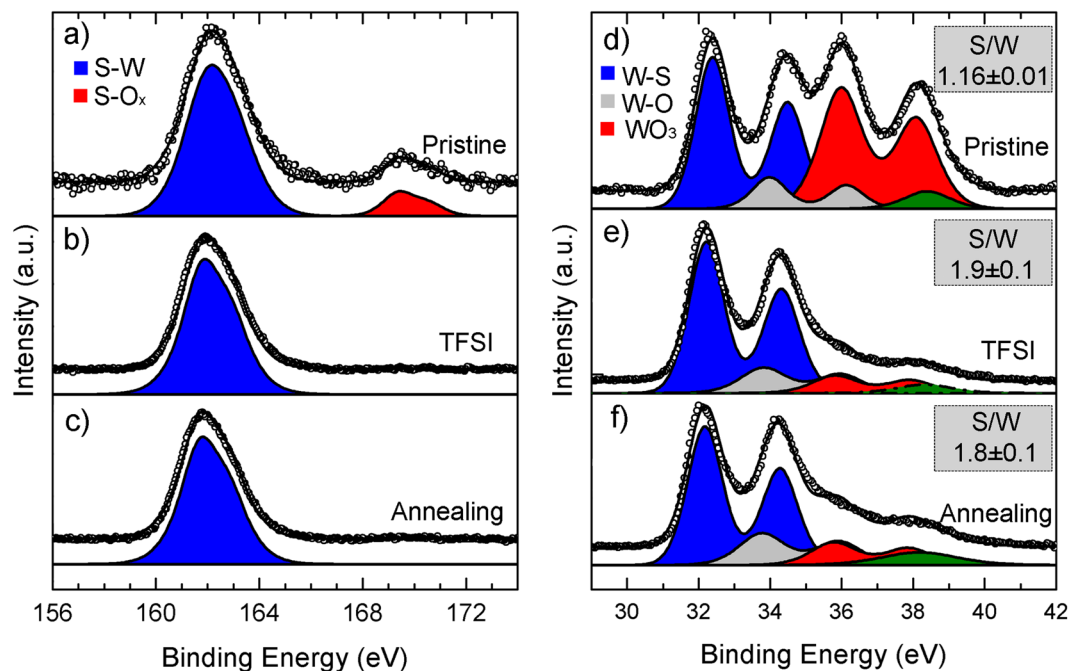 a)
S-W
S-Oₓ
Pristine
b)
TFSI
c)
Annealing
Intensity (a.u.)
156 160 164 168 172
Binding Energy (eV)
d)
W-S
W-O
WO₃
S/W
1.16±0.01
Pristine
e)
S/W
1.9±0.1
TFSI
f)
S/W
1.8±0.1
Annealing
Intensity (a.u.)
30 32 34 36 38 40 42
Binding Energy (eV)